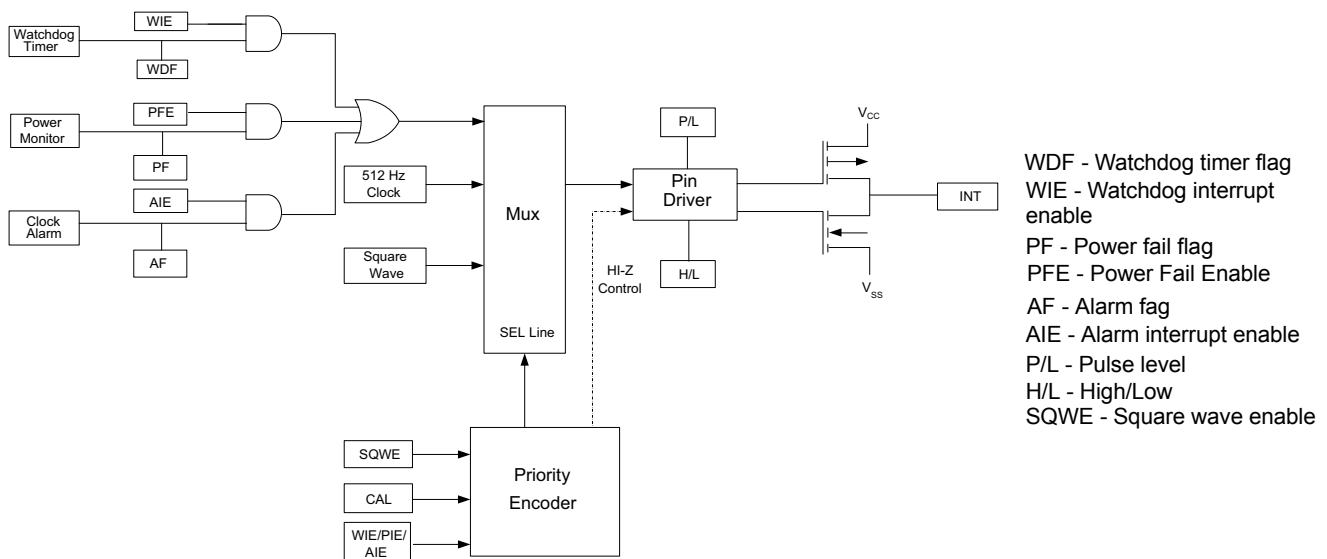 WIE
Watchdog
Timer
WDF
PFE
Power
Monitor
PF
AIE
Clock
Alarm
AF
512 Hz
Clock
Square
Wave
Mux
SEL Line
P/L
Pin
Driver
H/L
HI-Z
Control
VCC
VSS
INT
SQWE
CAL
WIE/PIE/
AIE
Priority
Encoder
WDF - Watchdog timer flag
WIE - Watchdog interrupt
enable
PF - Power fail flag
PFE - Power Fail Enable
AF - Alarm fag
AIE - Alarm interrupt enable
P/L - Pulse level
H/L - High/Low
SQWE - Square wave enable